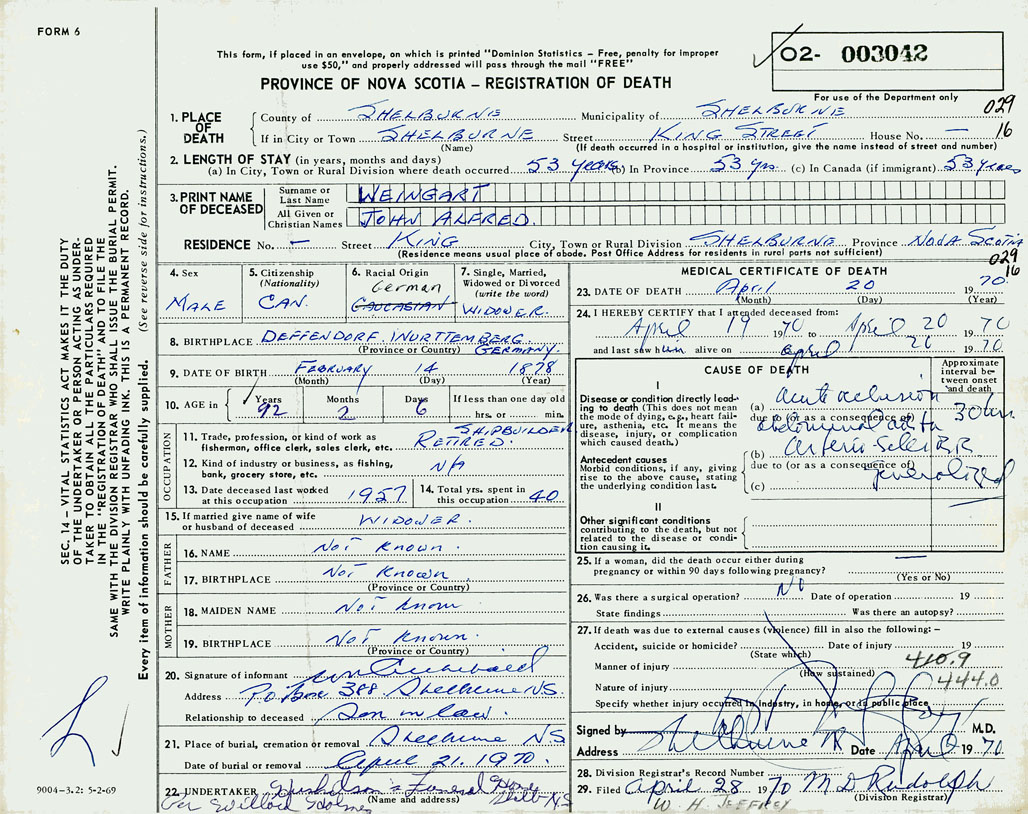 FORM 6
This form, if placed in an envelope, on which is printed "Dominion Statistics – Free, penalty for improper
use $50," and properly addressed will pass through the mail "FREE"
O2- 003042
For use of the Department only
PROVINCE OF NOVA SCOTIA – REGISTRATION OF DEATH
029
16
1. PLACE OF DEATH County of SHELBURNE Municipality of SHELBURNE
If in City or Town SHELBURNE Street KING STREET House No. —
(Name) (If death occurred in a hospital or institution, give the name instead of street and number)
2. LENGTH OF STAY (in years, months and days)
(a) In City, Town or Rural Division where death occurred 53 years (b) In Province 53 yrs. (c) In Canada (if immigrant) 53 years
3. PRINT NAME OF DECEASED
Surname or Last Name WEINGART
All Given or Christian Names JOHN ALFRED.
RESIDENCE No. — Street KING City, Town or Rural Division SHELBURNE Province NOVA SCOTIA
(Residence means usual place of abode. Post Office Address for residents in rural parts not sufficient)
029
16
4. Sex MALE
5. Citizenship (Nationality) CAN.
6. Racial Origin German CAUCASIAN
7. Single, Married, Widowed or Divorced (write the word) WIDOWER.
8. BIRTHPLACE DEFFENDORF WURTTEMBERG. GERMANY
(Province or Country)
9. DATE OF BIRTH FEBRUARY 14 1878
(Month) (Day) (Year)
10. AGE in Years 92 Months 2 Days 6 If less than one day old
hrs. or min.
OCCUPATION
11. Trade, profession, or kind of work as fisherman, office clerk, sales clerk, etc. SHIPBUILDER RETIRED.
12. Kind of industry or business, as fishing, bank, grocery store, etc. N/A
13. Date deceased last worked at this occupation 1957
14. Total yrs. spent in this occupation 40
15. If married give name of wife or husband of deceased WIDOWER.
FATHER
16. NAME NOT KNOWN.
17. BIRTHPLACE NOT KNOWN
(Province or Country)
MOTHER
18. MAIDEN NAME NOT KNOWN
19. BIRTHPLACE NOT KNOWN.
(Province or Country)
20. Signature of informant
Address P.O. Box 388 Shelburne NS.
Relationship to deceased Son in law.
21. Place of burial, cremation or removal Shelburne NS
Date of burial or removal April 21. 1970.
22. UNDERTAKER Funeral Home
(Name and address)
Per Willard Holmes
MEDICAL CERTIFICATE OF DEATH
23. DATE OF DEATH April 20 1970.
(Month) (Day) (Year)
24. I HEREBY CERTIFY that I attended deceased from:
April 19 1970 to April 20 1970
and last saw him alive on April 20 1970
CAUSE OF DEATH
Approximate interval between onset and death
I
Disease or condition directly leading to death (This does not mean the mode of dying, e.g., heart failure, asthenia, etc. It means the disease, injury, or complication which caused death.)
(a) Acute occlusion
due to (or as a consequence of)
abdominal aorta 30 hrs.
Antecedent causes
Morbid conditions, if any, giving rise to the above cause, stating the underlying condition last.
(b)
due to (or as a consequence of)
(c) generalized
II
Other significant conditions contributing to the death, but not related to the disease or condition causing it.
25. If a woman, did the death occur either during pregnancy or within 90 days following pregnancy? —
(Yes or No)
26. Was there a surgical operation? NO Date of operation 19
State findings Was there an autopsy?
27. If death was due to external causes (violence) fill in also the following: –
Accident, suicide or homicide? Date of injury 19
(State which)
410.9
Manner of injury
(How sustained)
444.0
Nature of injury
Specify whether injury occurred in industry, in home, or in public place
Signed by M.D.
Address Shelburne NS Date April 1970
28. Division Registrar's Record Number
29. Filed April 28 1970 M D Rudolph
(Division Registrar)
W. H. JEFFREY
SEC. 14 – VITAL STATISTICS ACT MAKES IT THE DUTY
OF THE UNDERTAKER OR PERSON ACTING AS UNDERTAKER TO OBTAIN ALL THE PARTICULARS REQUIRED
IN THE "REGISTRATION OF DEATH" AND TO FILE THE
SAME WITH THE DIVISION REGISTRAR WHO SHALL ISSUE THE BURIAL PERMIT.
WRITE PLAINLY WITH UNFADING INK. THIS IS A PERMANENT RECORD.
Every item of information should be carefully supplied. (See reverse side for instructions.)
9004-3.2: 5-2-69